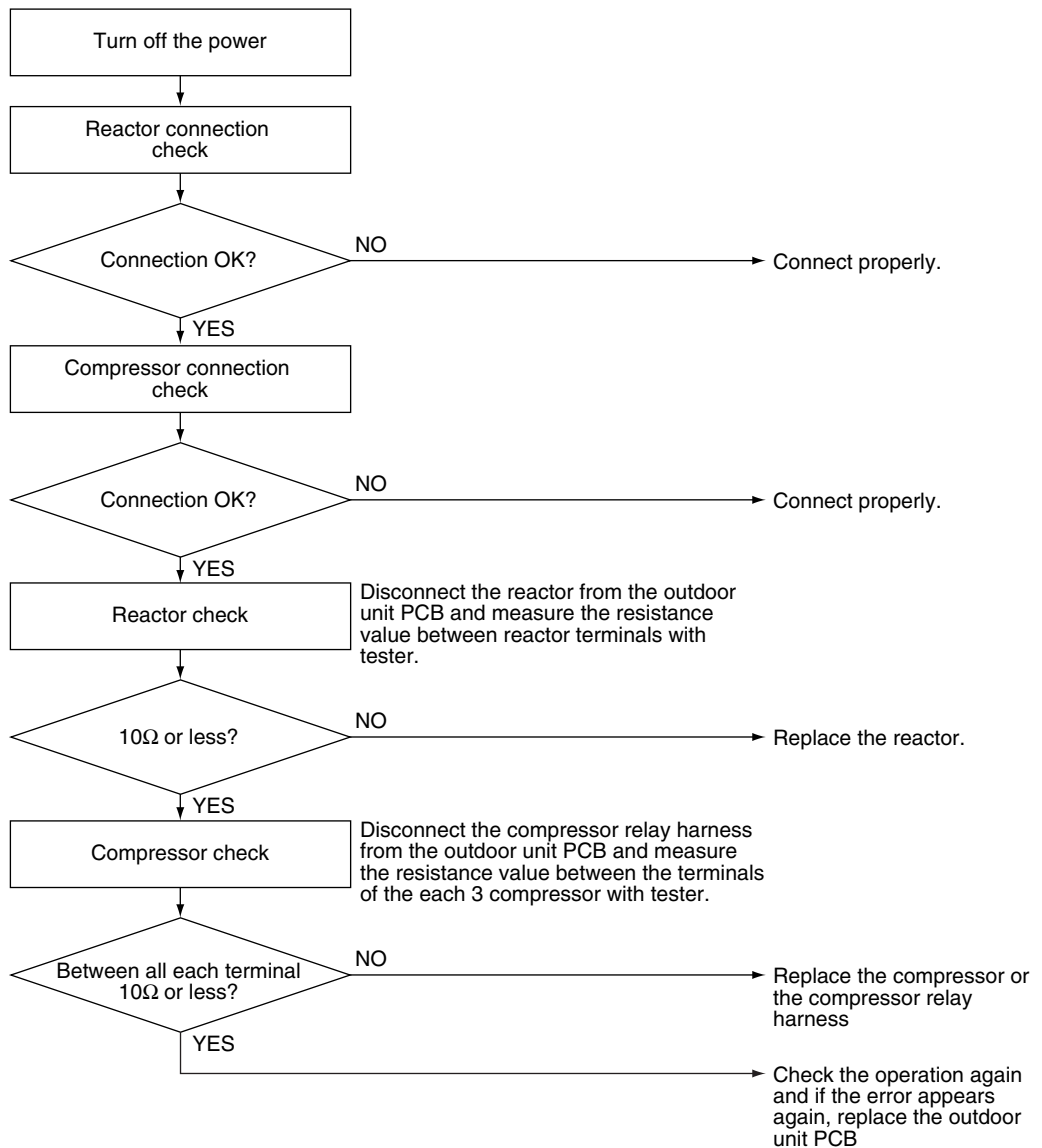 Turn off the power
Reactor connection
check
Connection OK?
NO
Connect properly.
YES
Compressor connection
check
Connection OK?
NO
Connect properly.
YES
Reactor check
Disconnect the reactor from the outdoor
unit PCB and measure the resistance
value between reactor terminals with
tester.
10Ω or less?
NO
Replace the reactor.
YES
Compressor check
Disconnect the compressor relay harness
from the outdoor unit PCB and measure
the resistance value between the terminals
of the each 3 compressor with tester.
Between all each terminal
10Ω or less?
NO
Replace the compressor or
the compressor relay
harness
YES
Check the operation again
and if the error appears
again, replace the outdoor
unit PCB